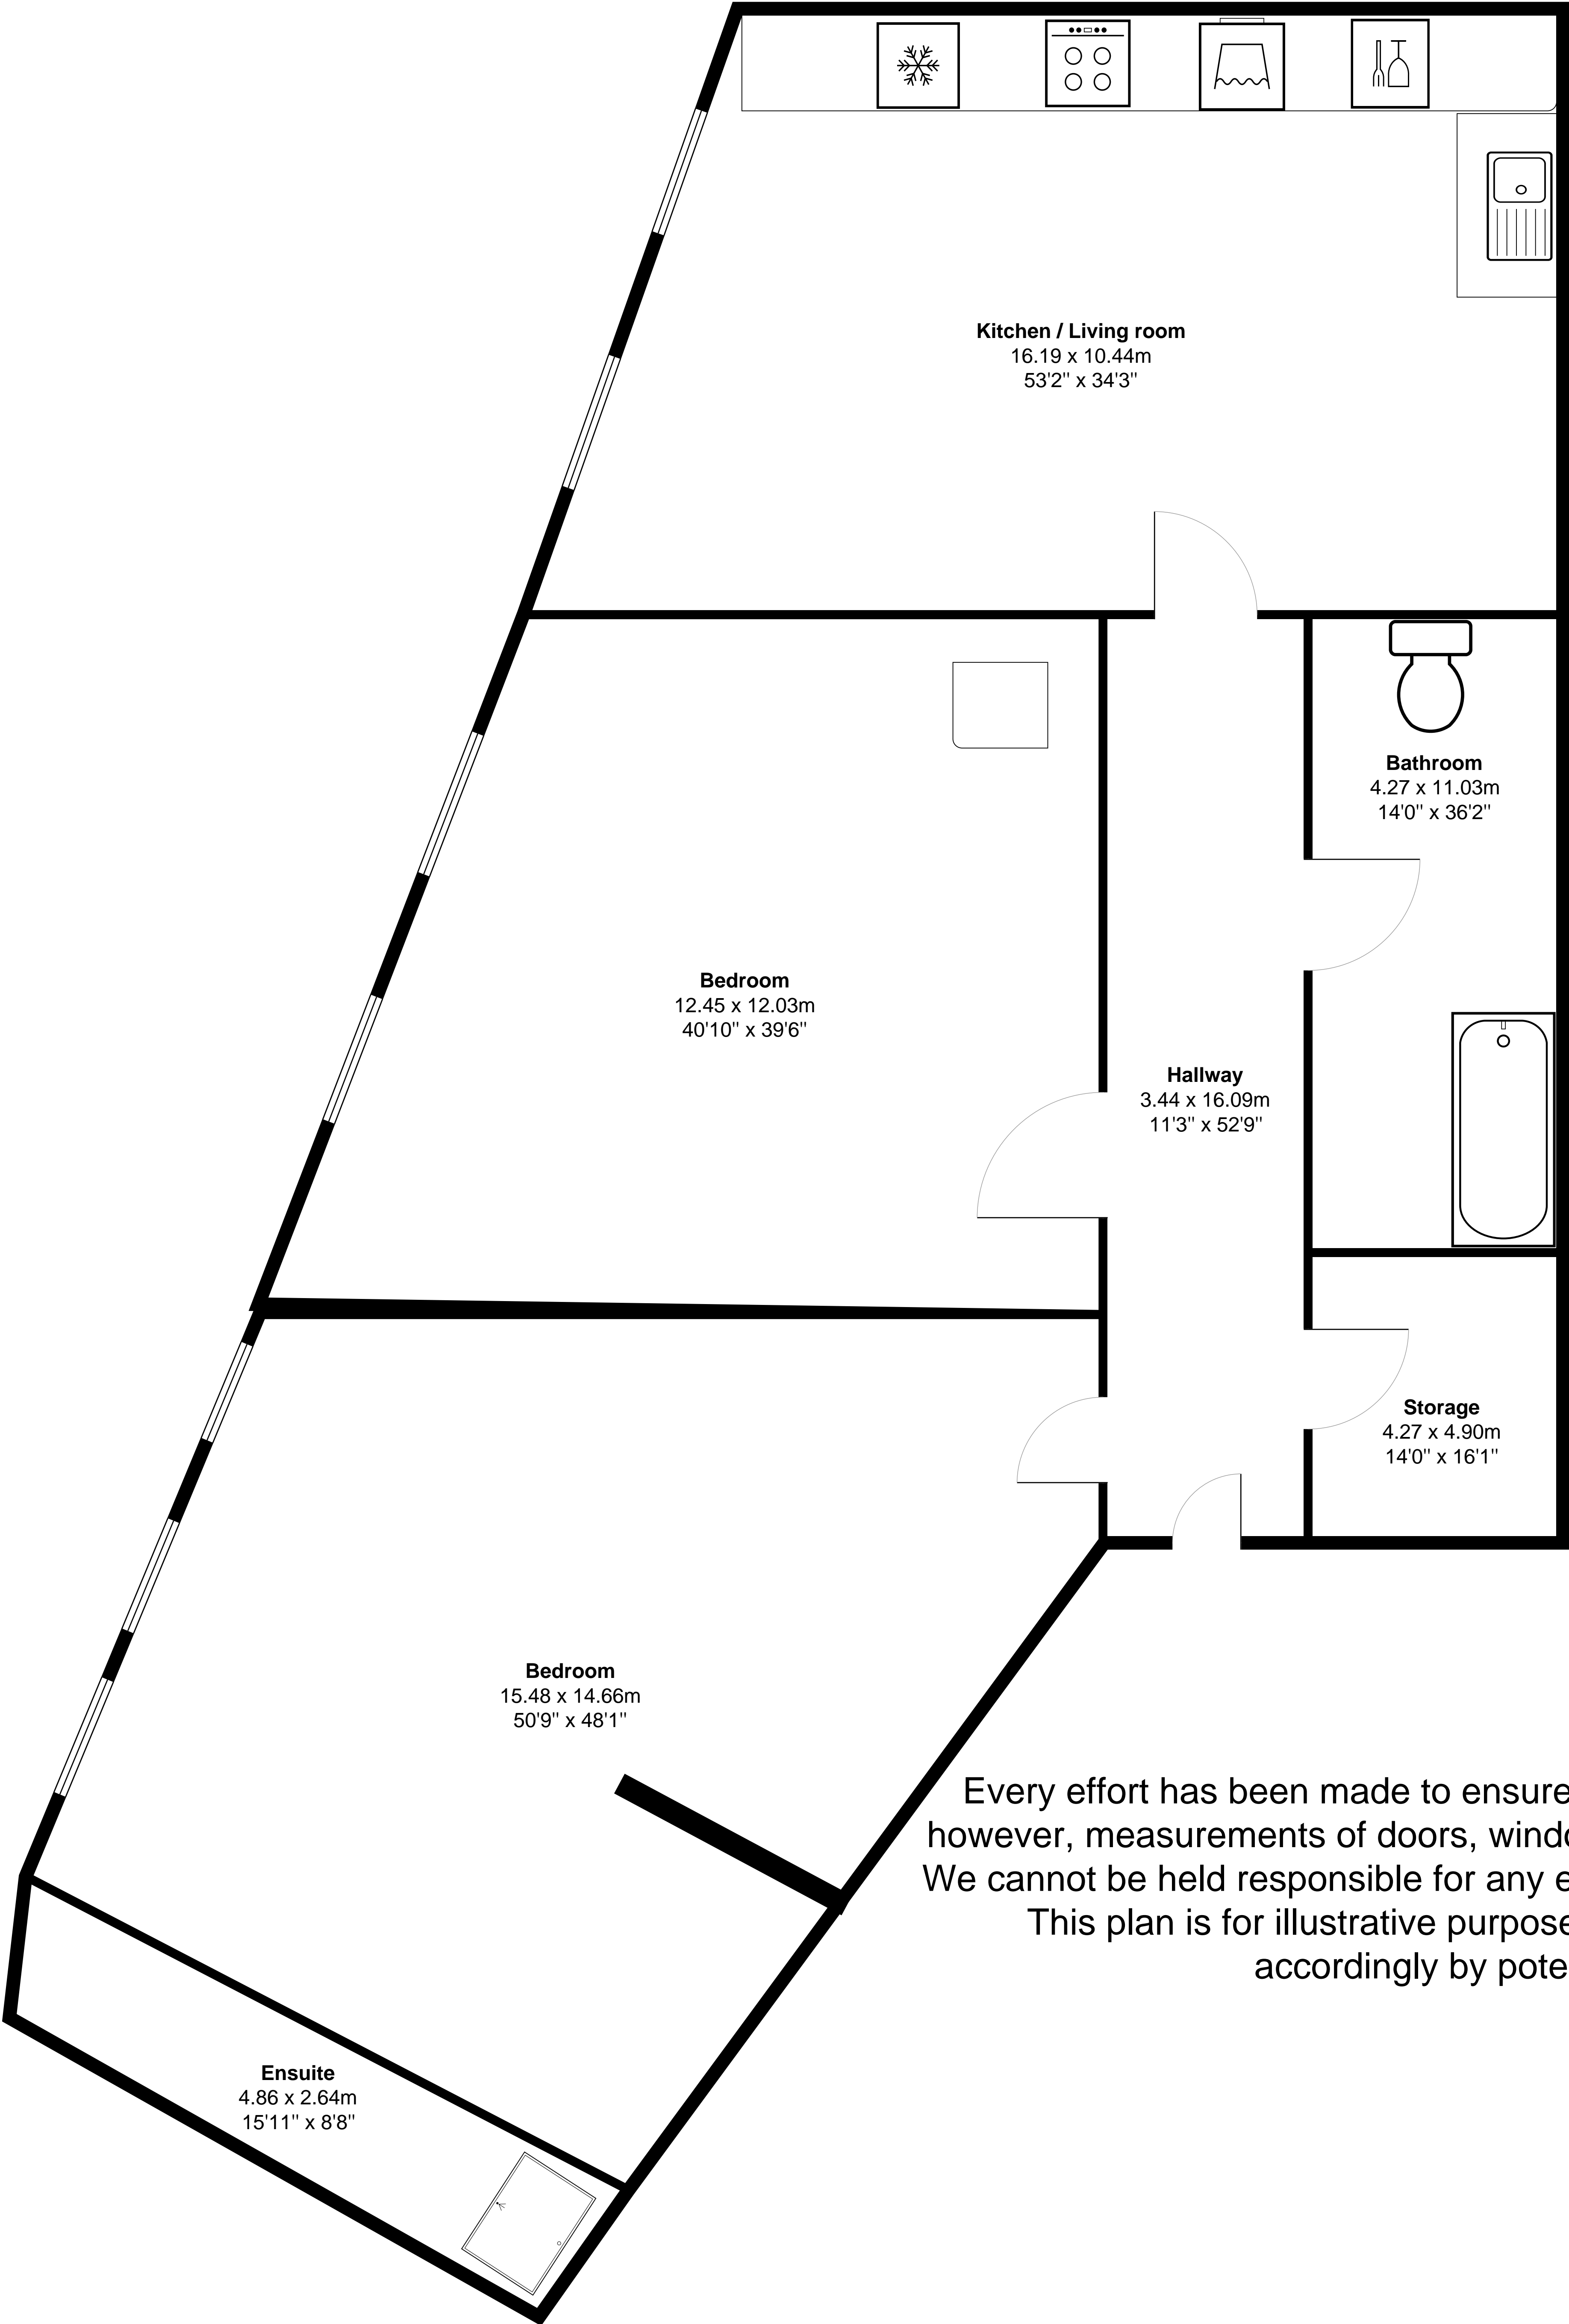 Kitchen / Living room
16.19 x 10.44m
53'2" x 34'3"
Bathroom
4.27 x 11.03m
14'0" x 36'2"
Bedroom
12.45 x 12.03m
40'10" x 39'6"
Hallway
3.44 x 16.09m
11'3" x 52'9"
Storage
4.27 x 4.90m
14'0" x 16'1"
Bedroom
15.48 x 14.66m
50'9" x 48'1"
Every effort has been made to ensure
however, measurements of doors, windo
We cannot be held responsible for any e
This plan is for illustrative purpose
accordingly by pote
Ensuite
4.86 x 2.64m
15'11" x 8'8"